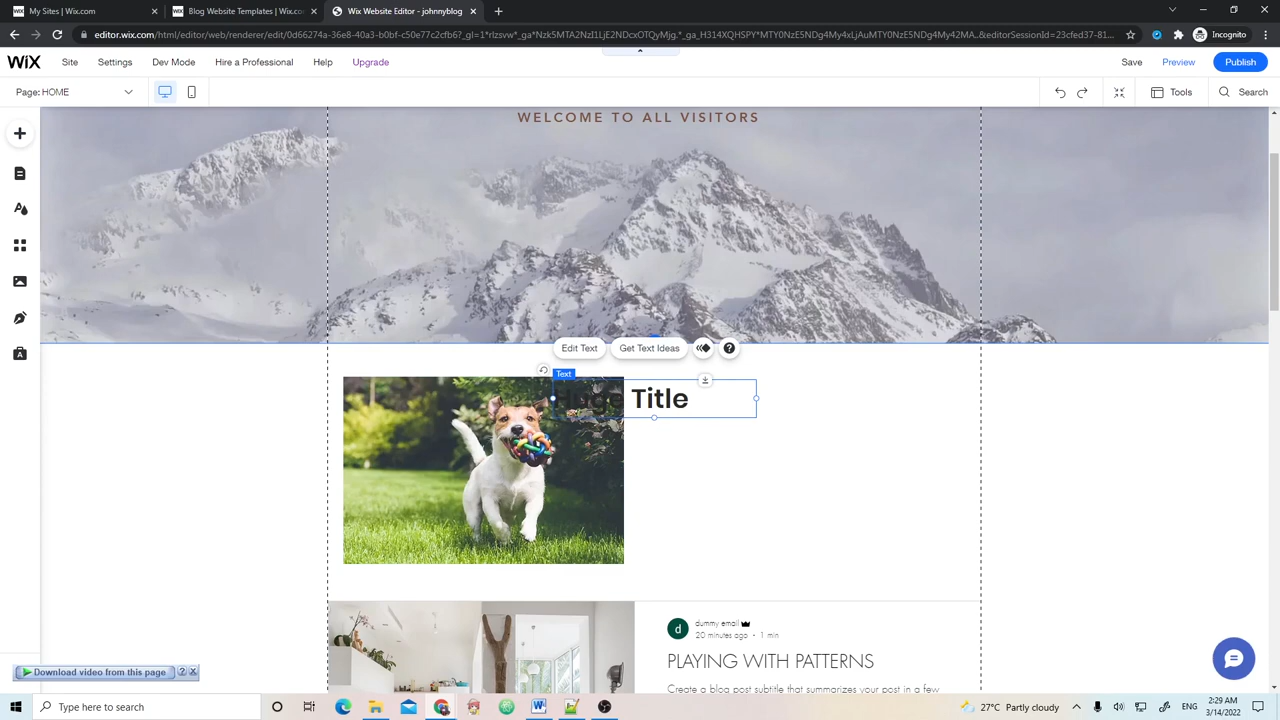 My Sites | Wix.com
Blog Website Templates | Wix.co
Wix Website Editor - johnnyblog
editor.wix.com/html/editor/web/renderer/edit/0d66274a-36e8-40a3-b0bf-c50e77c2cfb6?_gl=1*rlzsvw*_ga*Nzk5MTA2NzI1LjE2NDcxOTQyMjg.*_ga_H314XQHSPY*MTY0NzE5NDg4My4xLjAuMTY0NzE5NDg4My42MA..&editorSessionId=23cfed37-81...
Incognito
WiX
Site
Settings
Dev Mode
Hire a Professional
Help
Upgrade
Save
Preview
Publish
Page: HOME
Tools
Search
WELCOME TO ALL VISITORS
Edit Text
Get Text Ideas
?
Text
Huge Title
dummy email
20 minutes ago · 1 min
d
PLAYING WITH PATTERNS
Create a blog post subtitle that summarizes your post in a few
Download video from this page
Type here to search
27°C Partly cloudy
2:29 AM
3/14/2022